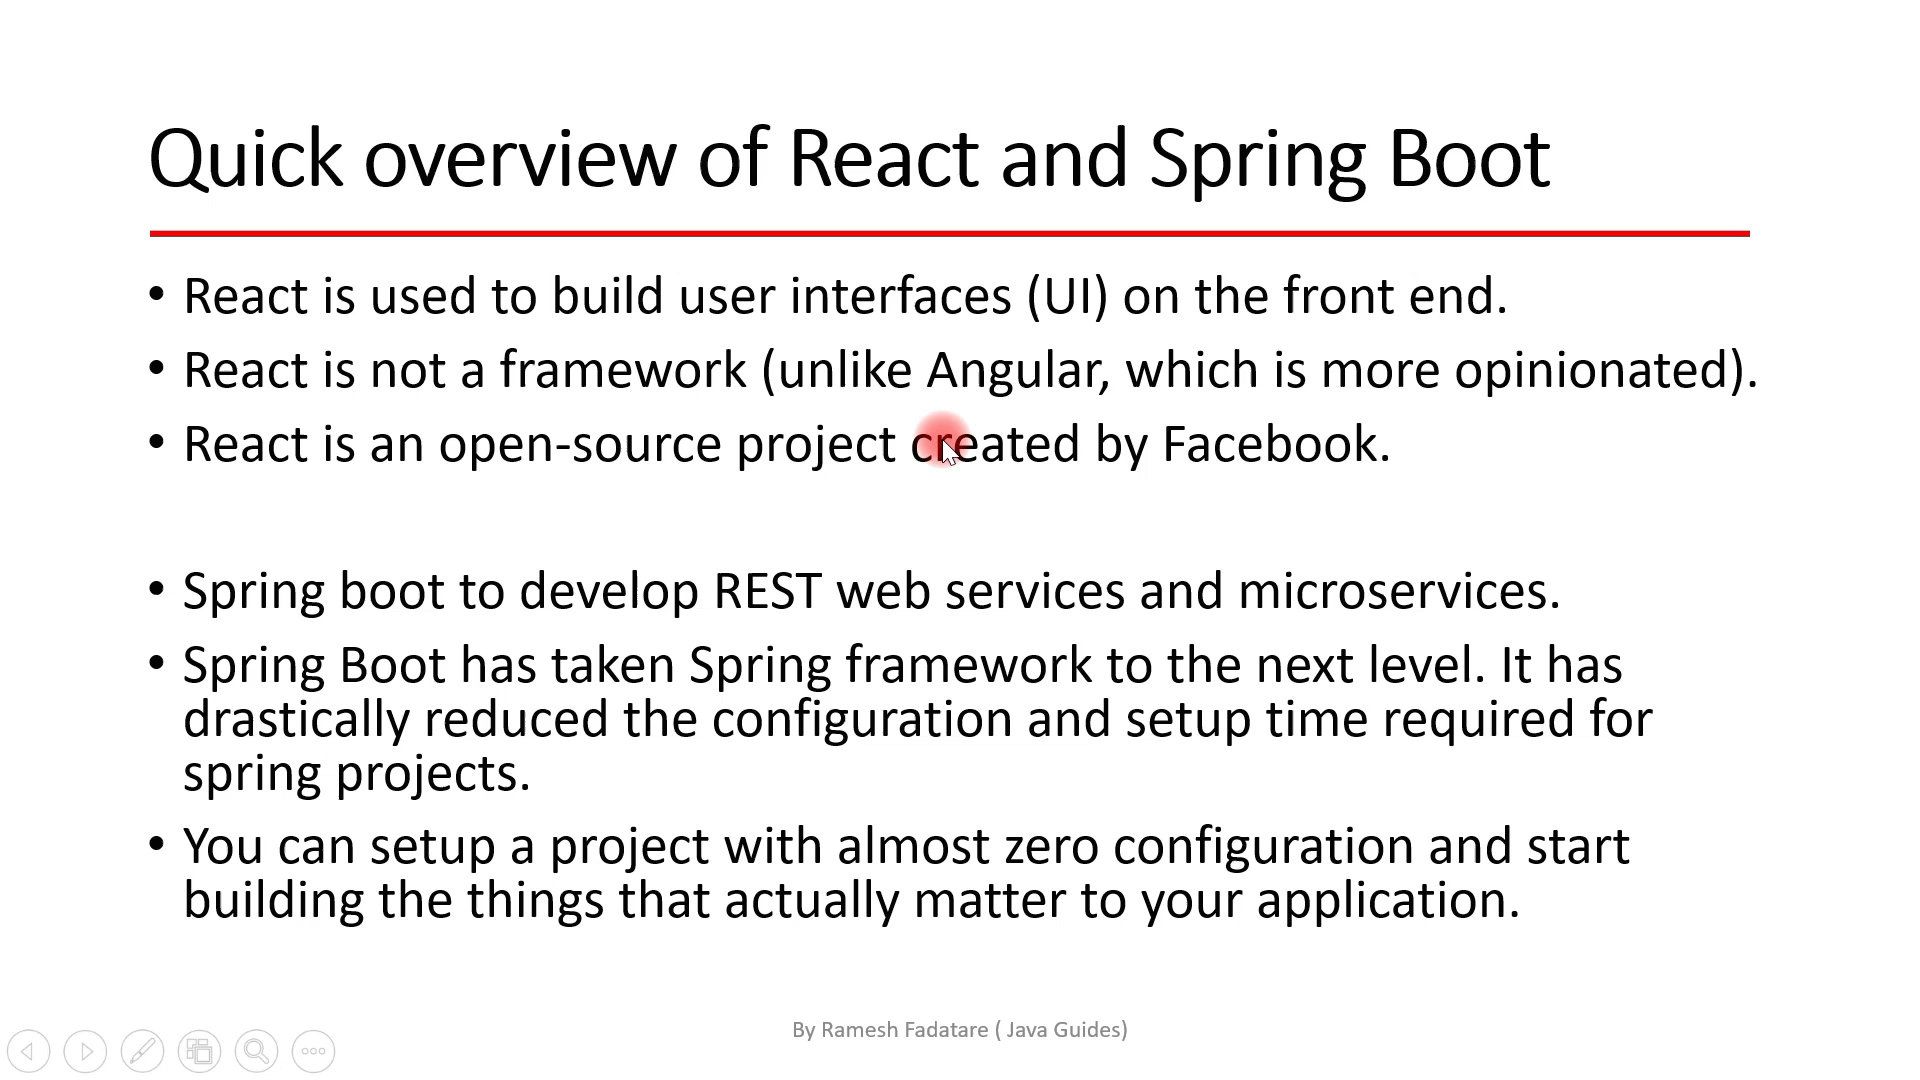 Quick overview of React and Spring Boot
• React is used to build user interfaces (UI) on the front end.
• React is not a framework (unlike Angular, which is more opinionated).
• React is an open-source project created by Facebook.
• Spring boot to develop REST web services and microservices.
• Spring Boot has taken Spring framework to the next level. It has
drastically reduced the configuration and setup time required for
spring projects.
• You can setup a project with almost zero configuration and start
building the things that actually matter to your application.
By Ramesh Fadatare ( Java Guides)